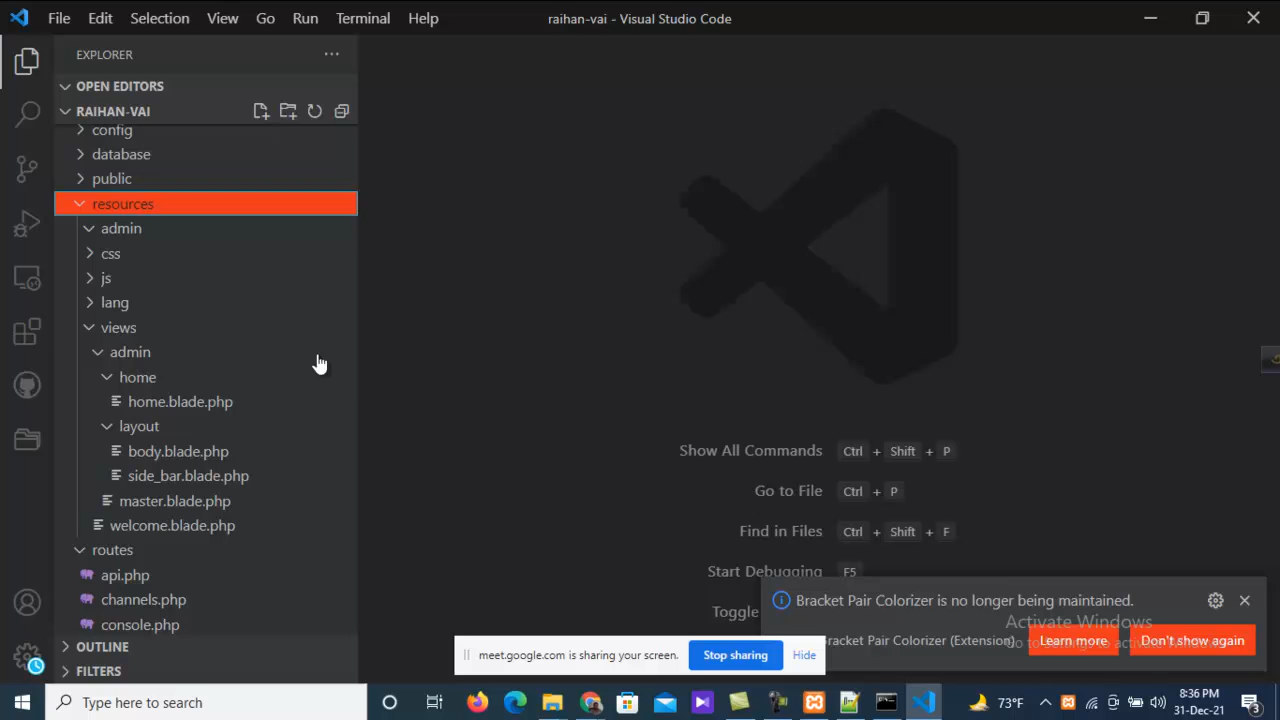 File Edit Selection View Go Run Terminal Help
raihan-vai - Visual Studio Code
EXPLORER
OPEN EDITORS
RAIHAN-VAI
config
database
public
resources
admin
css
js
lang
views
admin
home
home.blade.php
layout
body.blade.php
side_bar.blade.php
master.blade.php
welcome.blade.php
routes
api.php
channels.php
console.php
OUTLINE
FILTERS
Show All Commands Ctrl + Shift + P
Go to File Ctrl + P
Find in Files Ctrl + Shift + F
Start Debugging F5
Toggle
Bracket Pair Colorizer is no longer being maintained.
Activate Windows
Bracket Pair Colorizer (Extension)
Learn more
Don't show again
meet.google.com is sharing your screen.
Stop sharing
Hide
Type here to search
73°F
8:36 PM
31-Dec-21
3